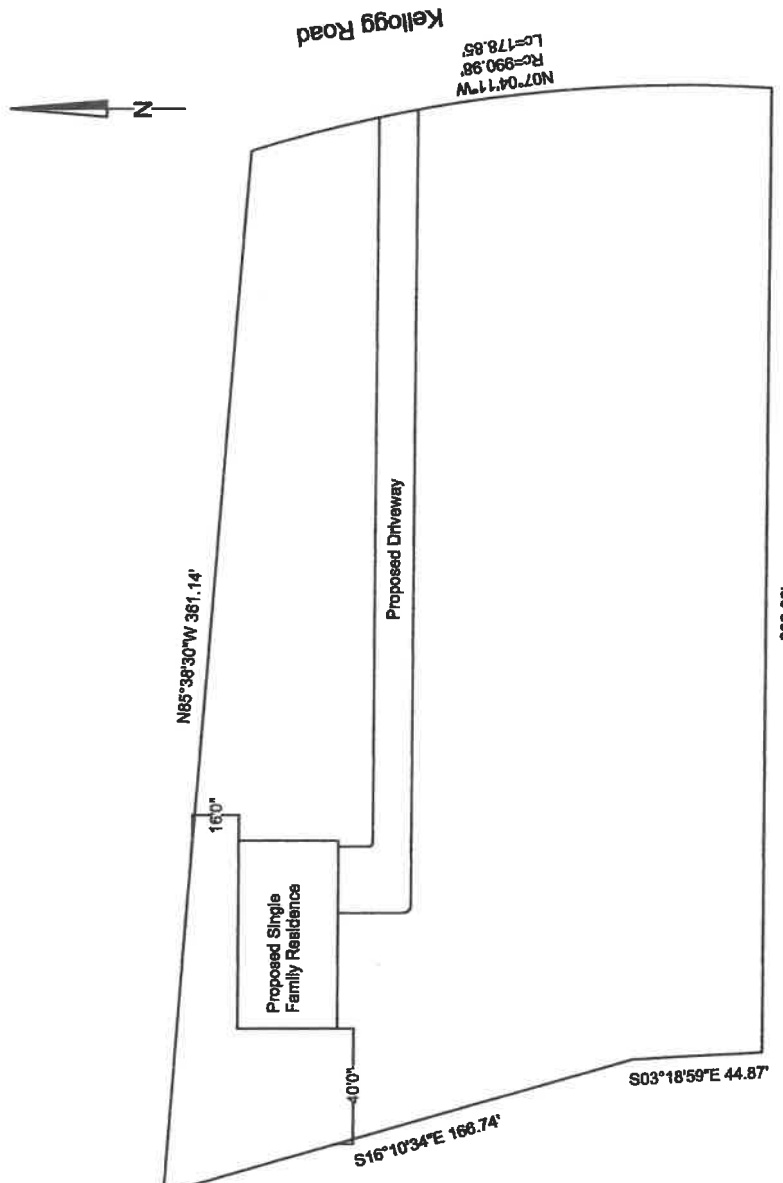 Kellogg Road
N07°04'11"W
Rc=990.98'
Lc=178.85'
N
N85°38'30"W 361.14'
Proposed Driveway
16'0"
Proposed Single
Family Residence
40'0"
S16°10'34"E 166.74'
S03°18'59"E 44.87'